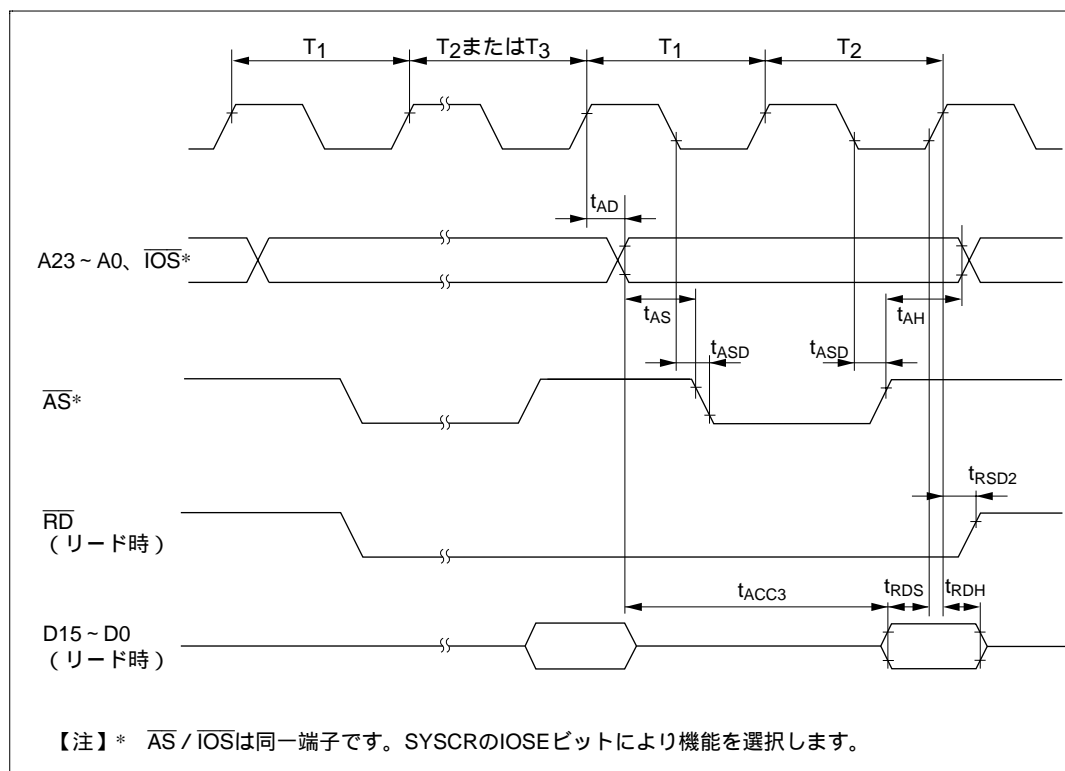 T1 T2またはT3 T1 T2
tAD
A23 ~ A0、IOS*
tAS tAH
tASD tASD
AS*
tRSD2
RD
(リード時)
tACC3 tRDS tRDH
D15 ~ D0
(リード時)
【注】* AS / IOSは同一端子です。SYSCRのIOSEビットにより機能を選択します。